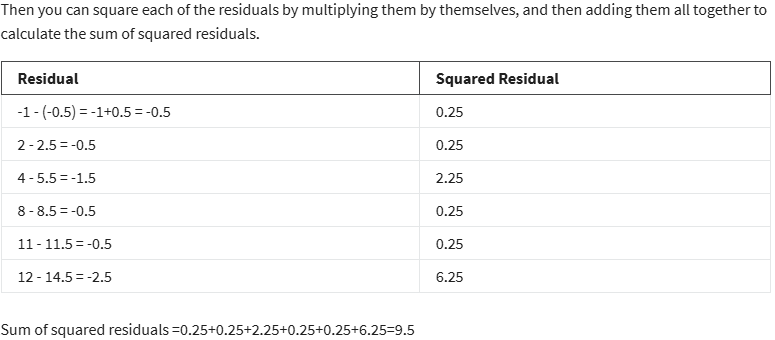 Then you can square each of the residuals by multiplying them by themselves, and then adding them all together to
calculate the sum of squared residuals.
Residual Squared Residual
-1 - (-0.5) = -1+0.5 = -0.5 0.25
2 - 2.5 = -0.5 0.25
4 - 5.5 = -1.5 2.25
8 - 8.5 = -0.5 0.25
11 - 11.5 = -0.5 0.25
12 - 14.5 = -2.5 6.25
Sum of squared residuals =0.25+0.25+2.25+0.25+0.25+6.25=9.5